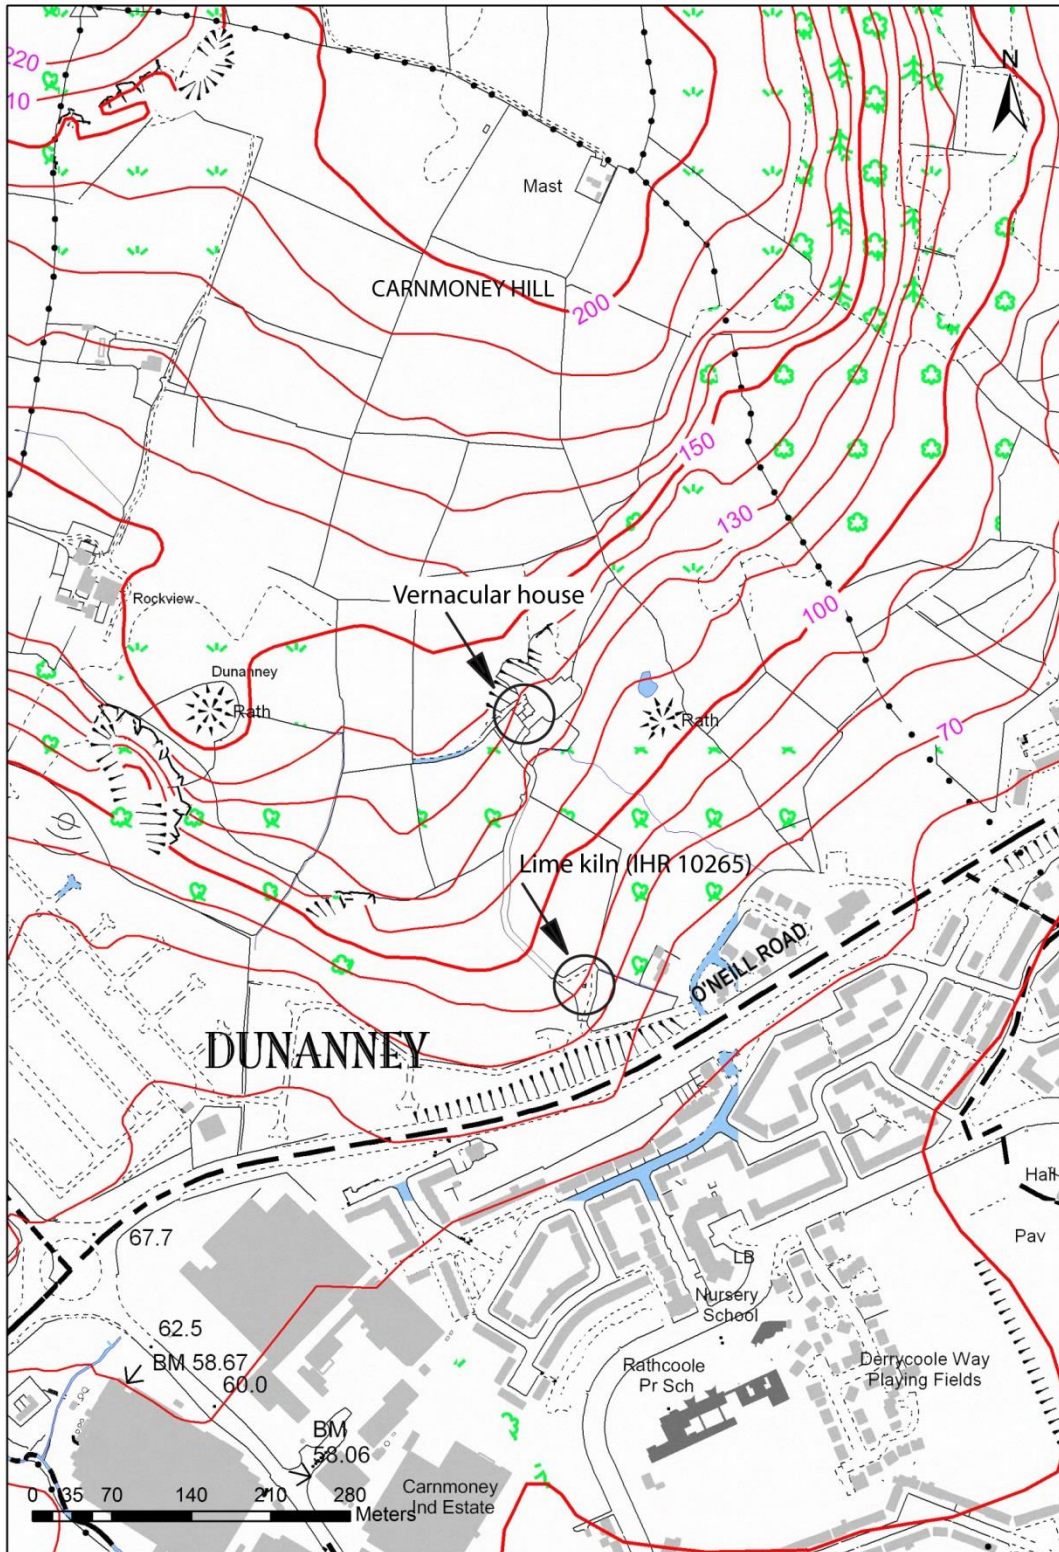 220
10
N
Mast
CARNMONEY HILL
200
150
130
Vernacular house
100
Rockview
Dunanney
Rath
Rath
70
Lime kiln (IHR 10265)
O'NEILL ROAD
DUNANNEY
67.7
Hall
Pav
LB
Nursery
School
62.5
BM 58.67
60.0
Rathcoole
Pr Sch
Derrycoole Way
Playing Fields
BM
58.06
Carnmoney
Ind Estate
0 35 70 140 210 280
Meters